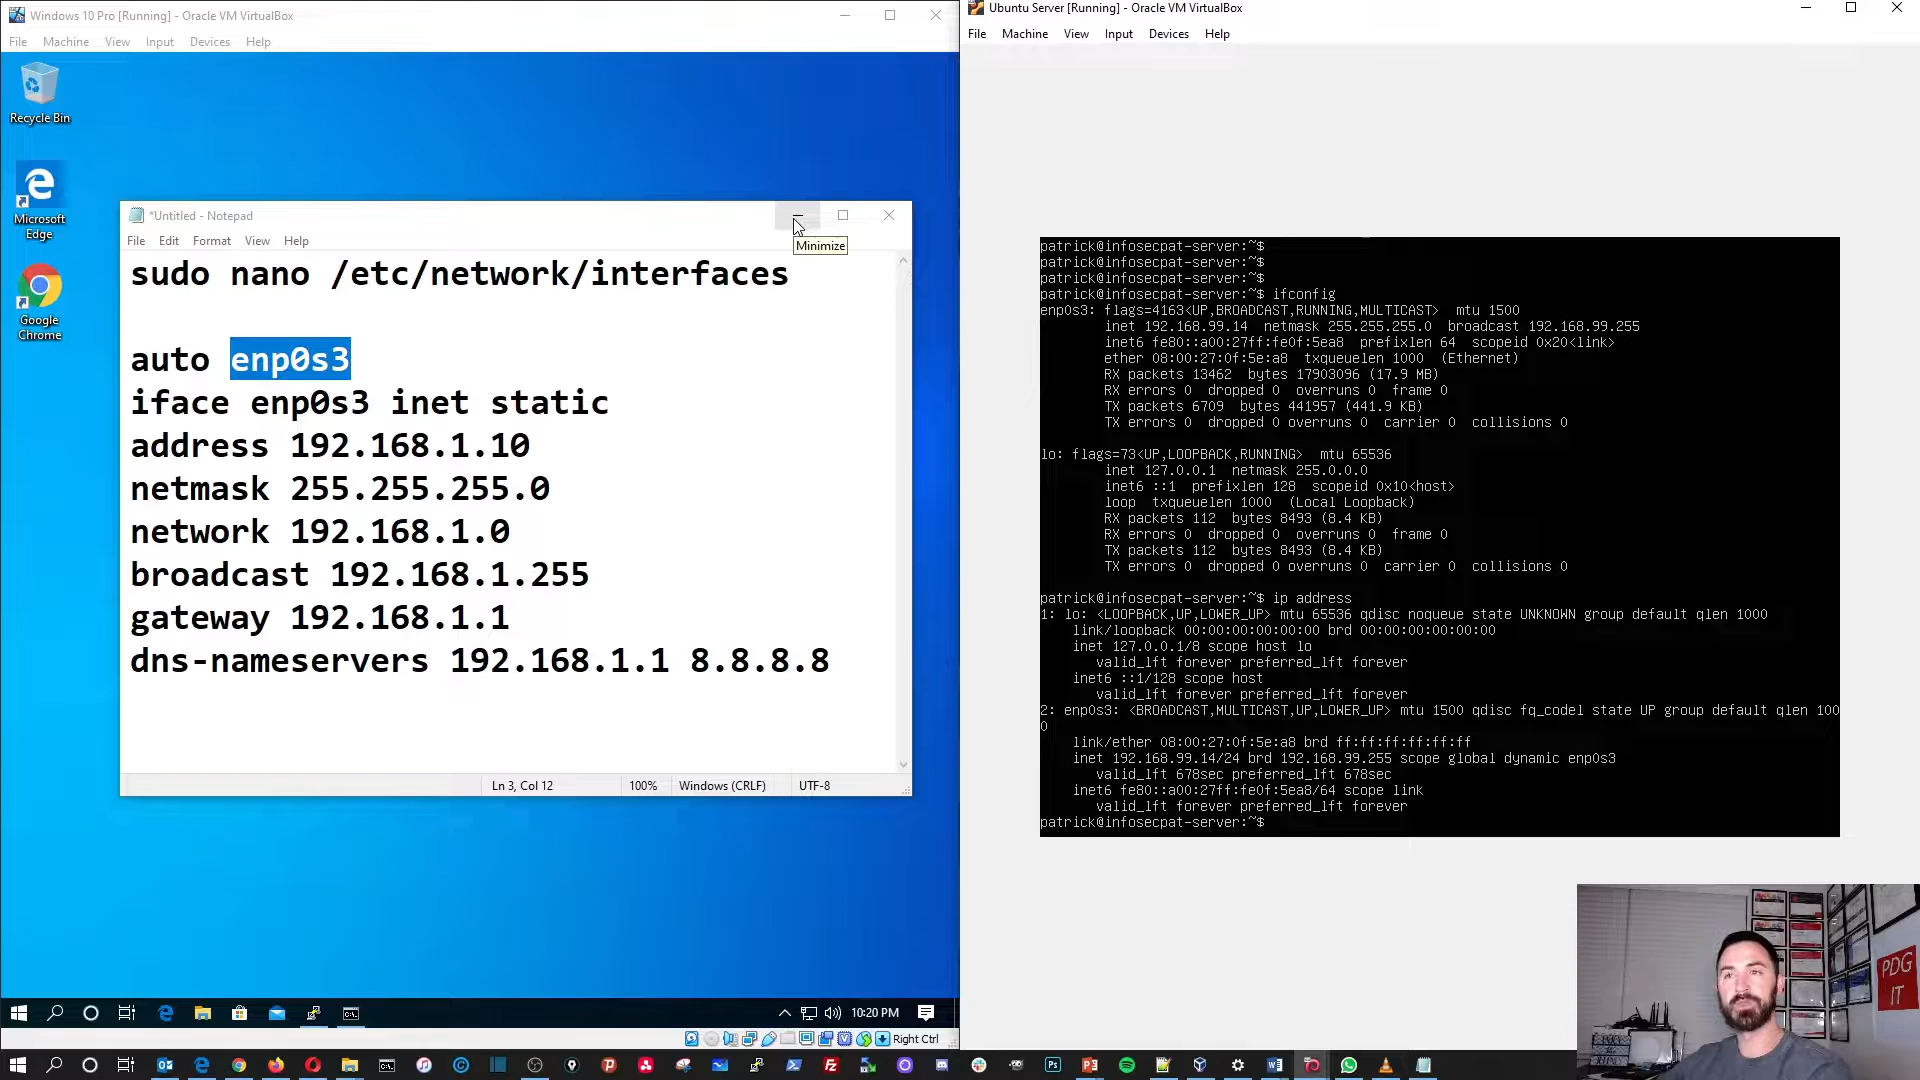 Windows 10 Pro [Running] - Oracle VM VirtualBox
File Machine View Input Devices Help
Recycle Bin
Microsoft
Edge
Google
Chrome
*Untitled - Notepad
File Edit Format View Help
Minimize
sudo nano /etc/network/interfaces
auto enp0s3
iface enp0s3 inet static
address 192.168.1.10
netmask 255.255.255.0
network 192.168.1.0
broadcast 192.168.1.255
gateway 192.168.1.1
dns-nameservers 192.168.1.1 8.8.8.8
Ln 3, Col 12 100% Windows (CRLF) UTF-8
10:20 PM
Right Ctrl
Ubuntu Server [Running] - Oracle VM VirtualBox
File Machine View Input Devices Help
patrick@infosecpat-server:~$
patrick@infosecpat-server:~$
patrick@infosecpat-server:~$
patrick@infosecpat-server:~$ ifconfig
enp0s3: flags=4163<UP,BROADCAST,RUNNING,MULTICAST> mtu 1500
inet 192.168.99.14 netmask 255.255.255.0 broadcast 192.168.99.255
inet6 fe80::a00:27ff:fe0f:5ea8 prefixlen 64 scopeid 0x20<link>
ether 08:00:27:0f:5e:a8 txqueuelen 1000 (Ethernet)
RX packets 13462 bytes 17903096 (17.9 MB)
RX errors 0 dropped 0 overruns 0 frame 0
TX packets 6709 bytes 441957 (441.9 KB)
TX errors 0 dropped 0 overruns 0 carrier 0 collisions 0
lo: flags=73<UP,LOOPBACK,RUNNING> mtu 65536
inet 127.0.0.1 netmask 255.0.0.0
inet6 ::1 prefixlen 128 scopeid 0x10<host>
loop txqueuelen 1000 (Local Loopback)
RX packets 112 bytes 8493 (8.4 KB)
RX errors 0 dropped 0 overruns 0 frame 0
TX packets 112 bytes 8493 (8.4 KB)
TX errors 0 dropped 0 overruns 0 carrier 0 collisions 0
patrick@infosecpat-server:~$ ip address
1: lo: <LOOPBACK,UP,LOWER_UP> mtu 65536 qdisc noqueue state UNKNOWN group default qlen 1000
link/loopback 00:00:00:00:00:00 brd 00:00:00:00:00:00
inet 127.0.0.1/8 scope host lo
valid_lft forever preferred_lft forever
inet6 ::1/128 scope host
valid_lft forever preferred_lft forever
2: enp0s3: <BROADCAST,MULTICAST,UP,LOWER_UP> mtu 1500 qdisc fq_codel state UP group default qlen 100
0
link/ether 08:00:27:0f:5e:a8 brd ff:ff:ff:ff:ff:ff
inet 192.168.99.14/24 brd 192.168.99.255 scope global dynamic enp0s3
valid_lft 678sec preferred_lft 678sec
inet6 fe80::a00:27ff:fe0f:5ea8/64 scope link
valid_lft forever preferred_lft forever
patrick@infosecpat-server:~$
PDG
IT